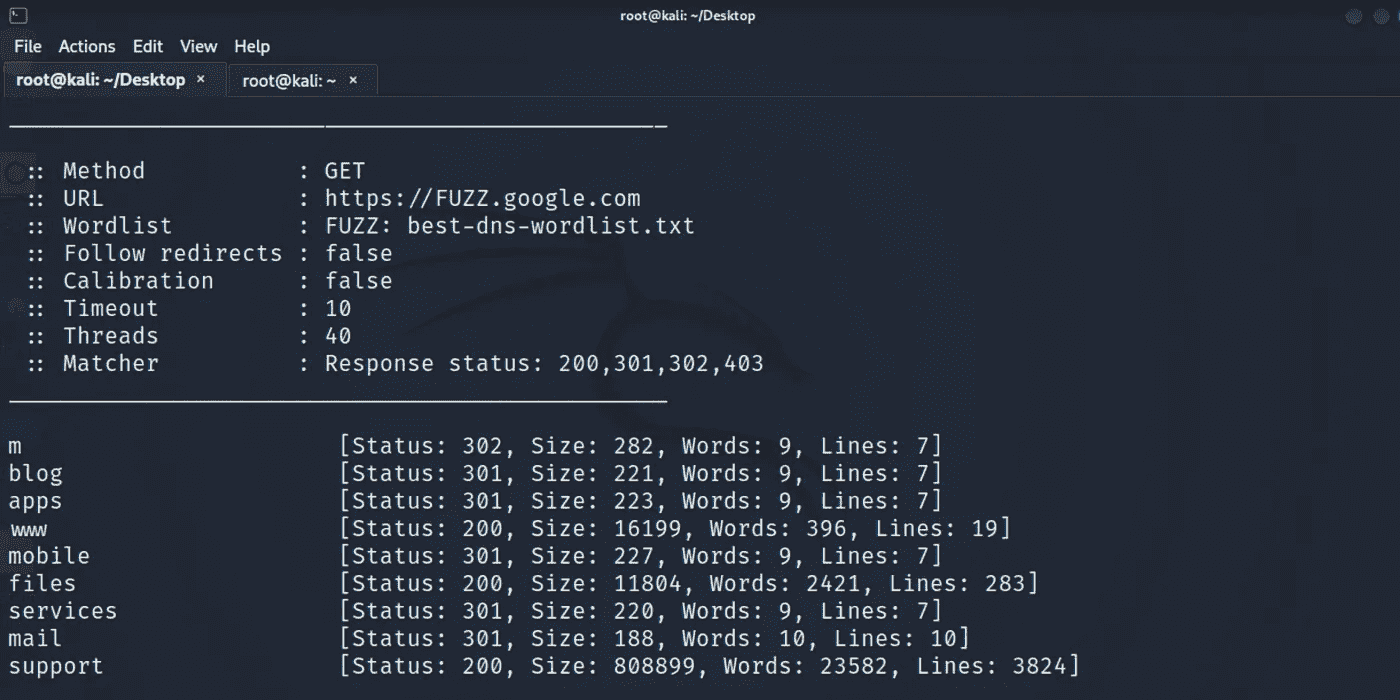 root@kali: ~/Desktop
File Actions Edit View Help
root@kali: ~/Desktop × root@kali: ~ ×
:: Method : GET
:: URL : https://FUZZ.google.com
:: Wordlist : FUZZ: best-dns-wordlist.txt
:: Follow redirects : false
:: Calibration : false
:: Timeout : 10
:: Threads : 40
:: Matcher : Response status: 200,301,302,403
m [Status: 302, Size: 282, Words: 9, Lines: 7]
blog [Status: 301, Size: 221, Words: 9, Lines: 7]
apps [Status: 301, Size: 223, Words: 9, Lines: 7]
www [Status: 200, Size: 16199, Words: 396, Lines: 19]
mobile [Status: 301, Size: 227, Words: 9, Lines: 7]
files [Status: 200, Size: 11804, Words: 2421, Lines: 283]
services [Status: 301, Size: 220, Words: 9, Lines: 7]
mail [Status: 301, Size: 188, Words: 10, Lines: 10]
support [Status: 200, Size: 808899, Words: 23582, Lines: 3824]